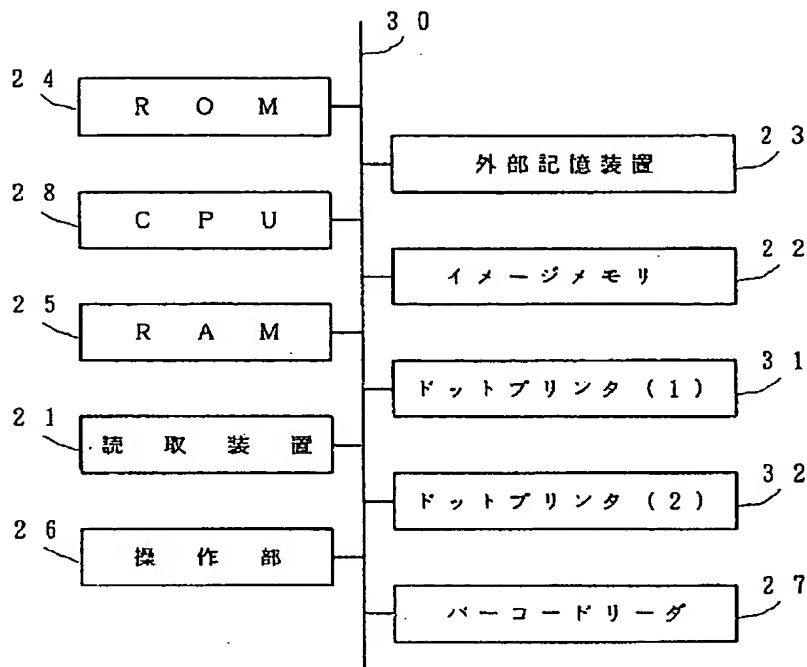 30
24
ROM
23
外部記憶装置
28
CPU
22
イメージメモリ
25
RAM
31
ドットプリンタ(1)
21
読取装置
32
ドットプリンタ(2)
26
操作部
27
バーコードリーダ